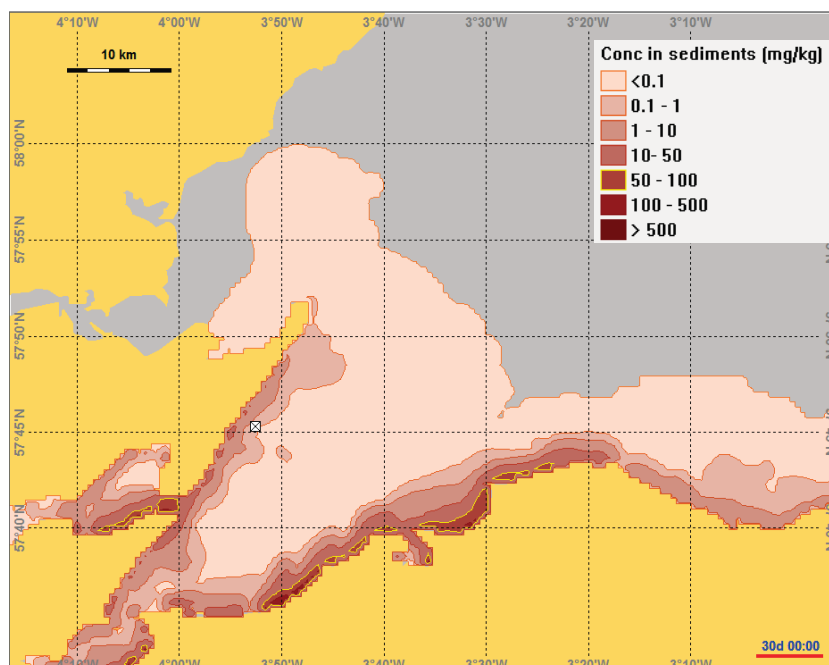 4°10'W 4°00'W 3°50'W 3°40'W 3°30'W 3°20'W 3°10'W
10 km
Conc in sediments (mg/kg)
<0.1
0.1 - 1
1 - 10
10- 50
50 - 100
100 - 500
> 500
58°00'N
57°55'N
57°50'N
57°45'N
57°40'N
4°00'W 3°50'W 3°40'W 3°30'W 3°20'W 3°10'W
30d 00:00